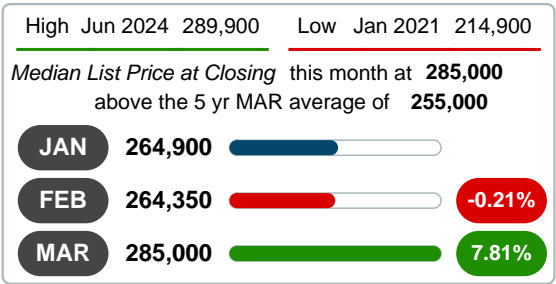 High Jun 2024 289,900 Low Jan 2021 214,900
Median List Price at Closing this month at 285,000
above the 5 yr MAR average of 255,000
JAN 264,900
FEB 264,350 -0.21%
MAR 285,000 7.81%